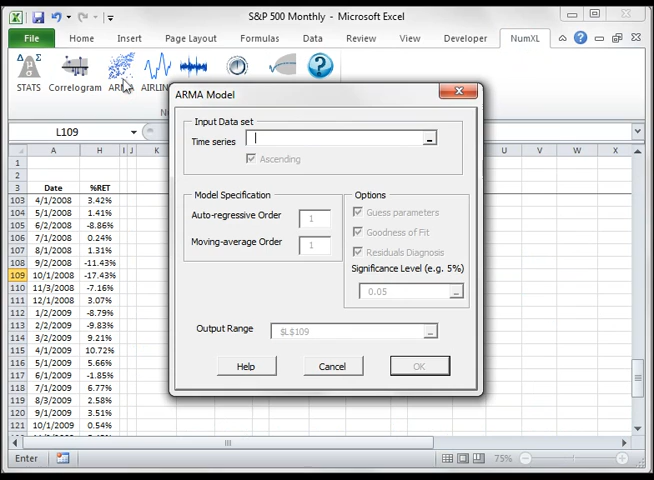 S&P 500 Monthly - Microsoft Excel
File Home Insert Page Layout Formulas Data Review View Developer NumXL
STATS Correlogram
L109
ARMA Model
Input Data set
Time series
Ascending
Model Specification
Auto-regressive Order 1
Moving-average Order 1
Options
Guess parameters
Goodness of Fit
Residuals Diagnosis
Significance Level (e.g. 5%)
0.05
Output Range $L$109
Help Cancel OK
A H I J K U V W X
1
2
3 Date %RET
103 4/1/2008 3.42%
104 5/1/2008 1.41%
105 6/2/2008 -8.86%
106 7/1/2008 0.24%
107 8/1/2008 1.31%
108 9/2/2008 -11.43%
109 10/1/2008 -17.43%
110 11/3/2008 -7.16%
111 12/1/2008 3.07%
112 1/2/2009 -8.79%
113 2/2/2009 -9.83%
114 3/2/2009 9.21%
115 4/1/2009 10.72%
116 5/1/2009 5.66%
117 6/1/2009 -1.85%
118 7/1/2009 6.77%
119 8/3/2009 2.58%
120 9/1/2009 3.51%
121 10/1/2009 0.54%
Enter 75%